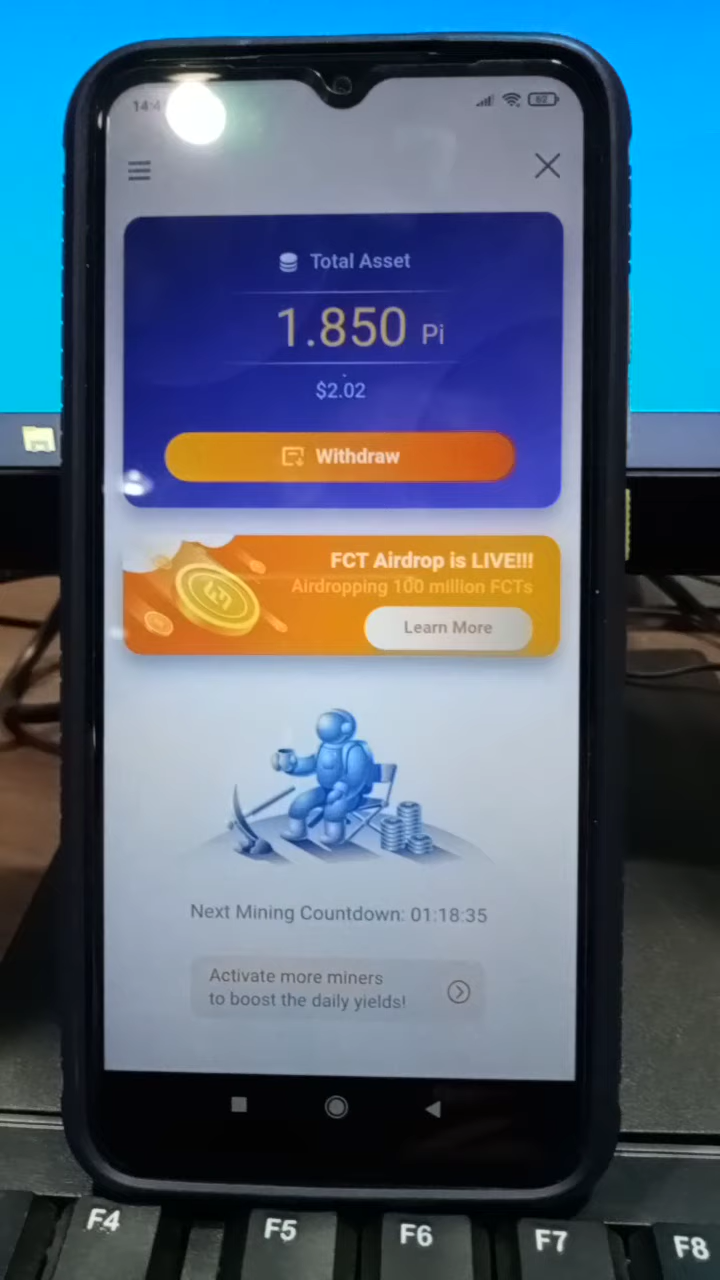 Total Asset
1.850 Pi
$2.02
Withdraw
FCT Airdrop is LIVE!!!
Airdropping 100 million FCTs
Learn More
Next Mining Countdown: 01:18:35
Activate more miners
to boost the daily yields!
F4 F5 F6 F7 F8